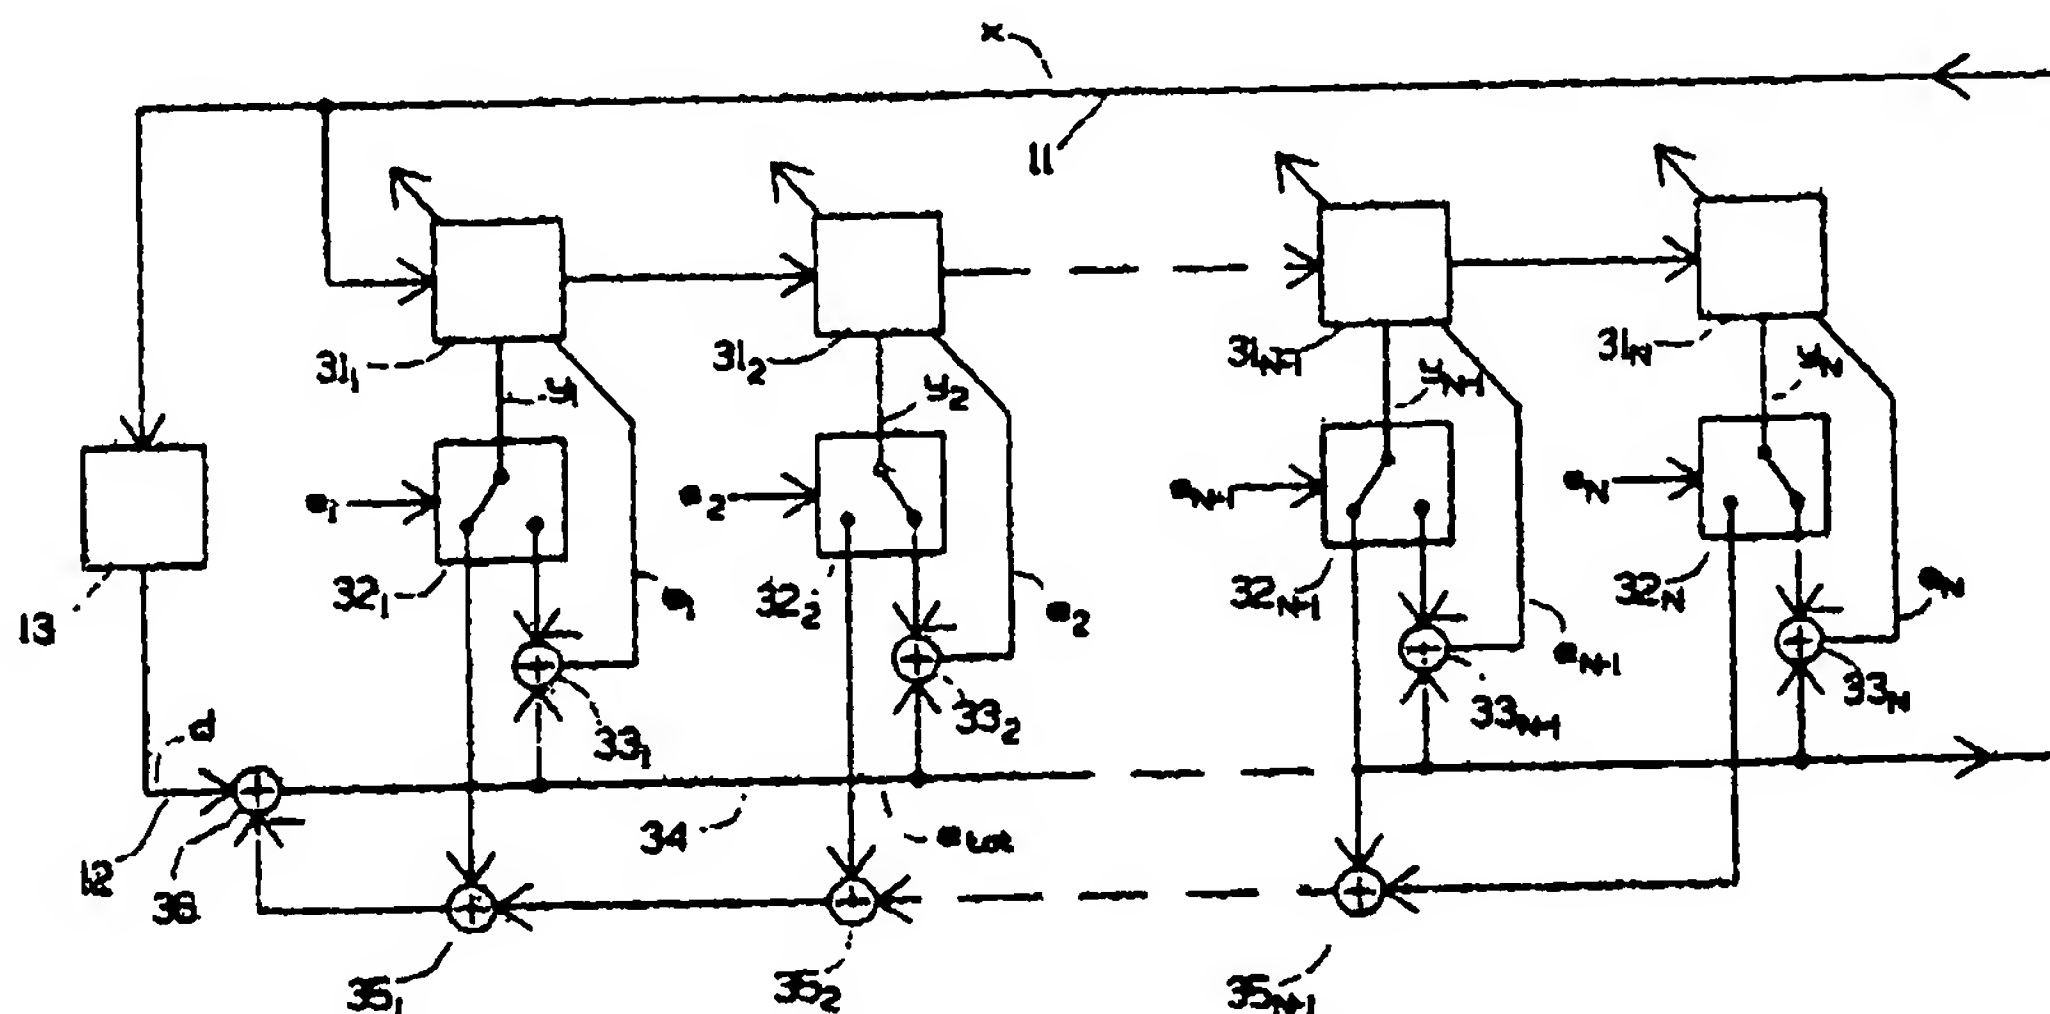 x
11
31₁
y₁
31₂
y₂
31N-1
yN-1
31N
yN
e₁
e₂
eN-1
eN
13
32₁
e₁
32₂
e₂
32N-1
eN-1
32N
eN
33₁
33₂
33N-1
33N
d
12
36
34
etot
35₁
35₂
35N-1